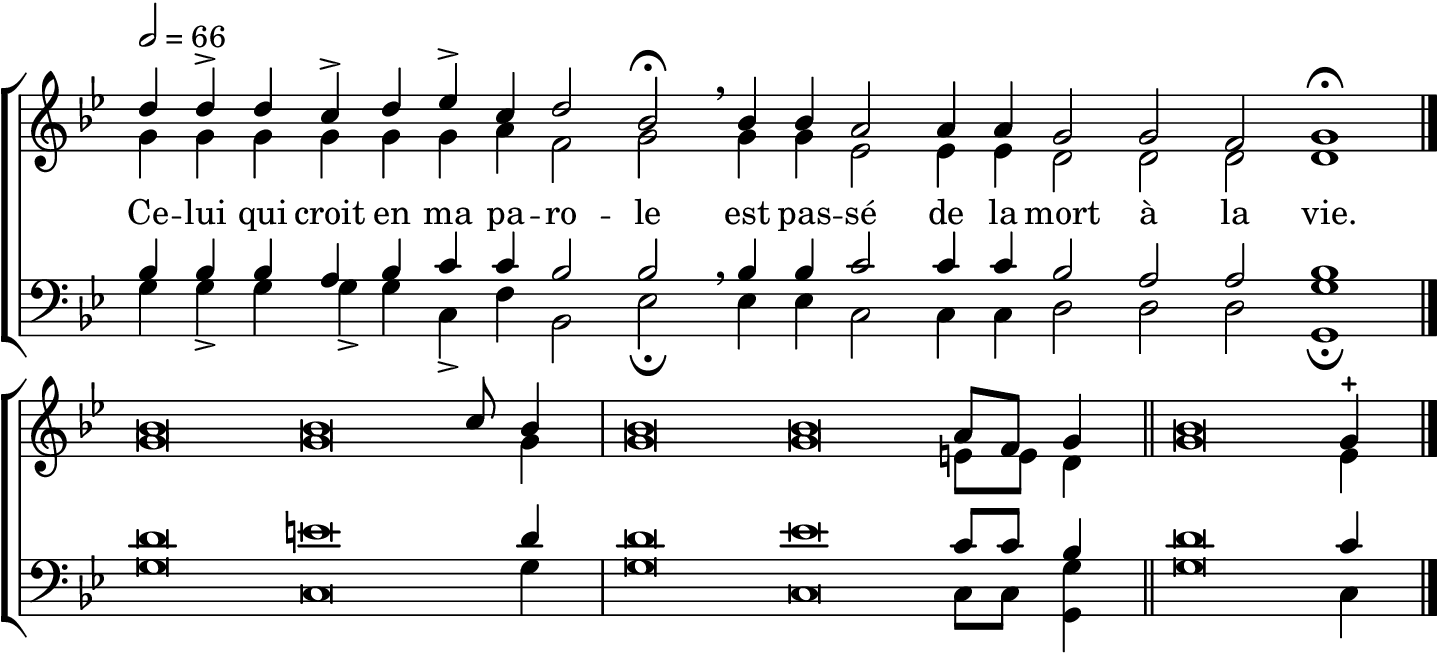 𝅗𝅥 = 66
Ce - lui qui croit en ma pa - ro - le est pas - sé de la mort à la vie.